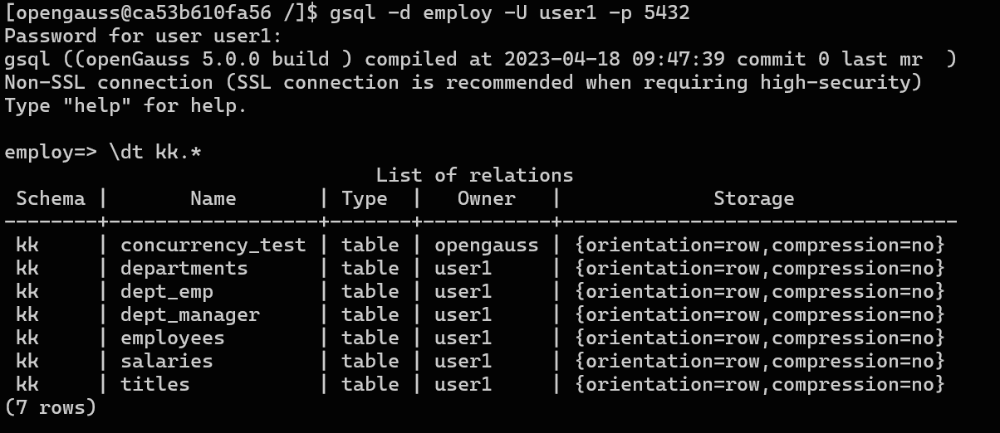 [opengauss@ca53b610fa56 /]$ gsql -d employ -U user1 -p 5432
Password for user user1:
gsql ((openGauss 5.0.0 build ) compiled at 2023-04-18 09:47:39 commit 0 last mr  )
Non-SSL connection (SSL connection is recommended when requiring high-security)
Type "help" for help.

employ=> \dt kk.*
                                List of relations
 Schema |       Name       | Type  |   Owner   |             Storage
--------+------------------+-------+-----------+----------------------------------
 kk     | concurrency_test | table | opengauss | {orientation=row,compression=no}
 kk     | departments      | table | user1     | {orientation=row,compression=no}
 kk     | dept_emp         | table | user1     | {orientation=row,compression=no}
 kk     | dept_manager     | table | user1     | {orientation=row,compression=no}
 kk     | employees        | table | user1     | {orientation=row,compression=no}
 kk     | salaries         | table | user1     | {orientation=row,compression=no}
 kk     | titles           | table | user1     | {orientation=row,compression=no}
(7 rows)